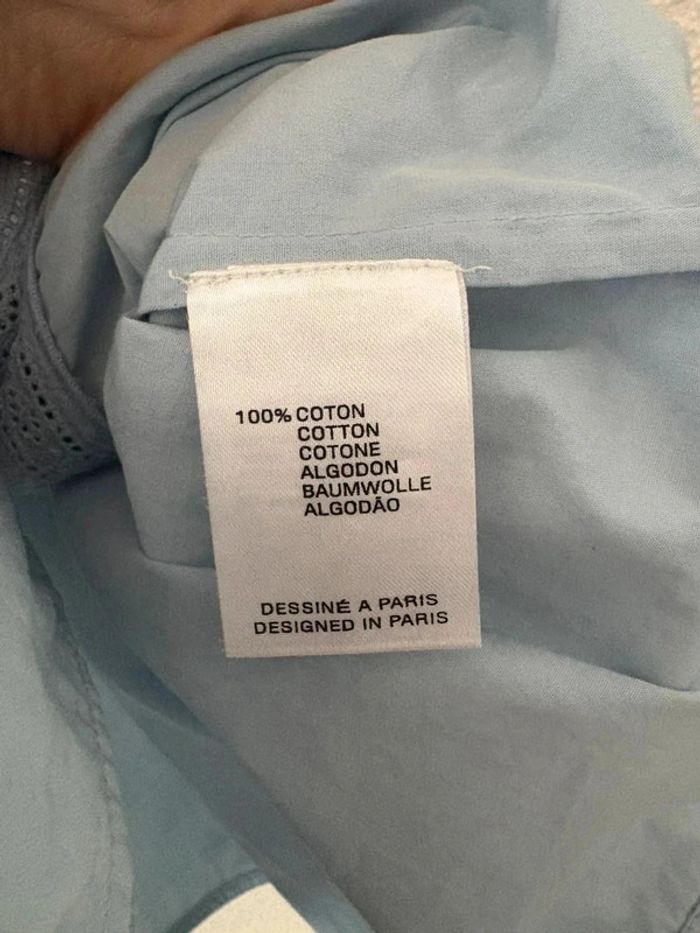 100% COTON
COTTON
COTONE
ALGODON
BAUMWOLLE
ALGODÃO
DESSINÉ A PARIS
DESIGNED IN PARIS